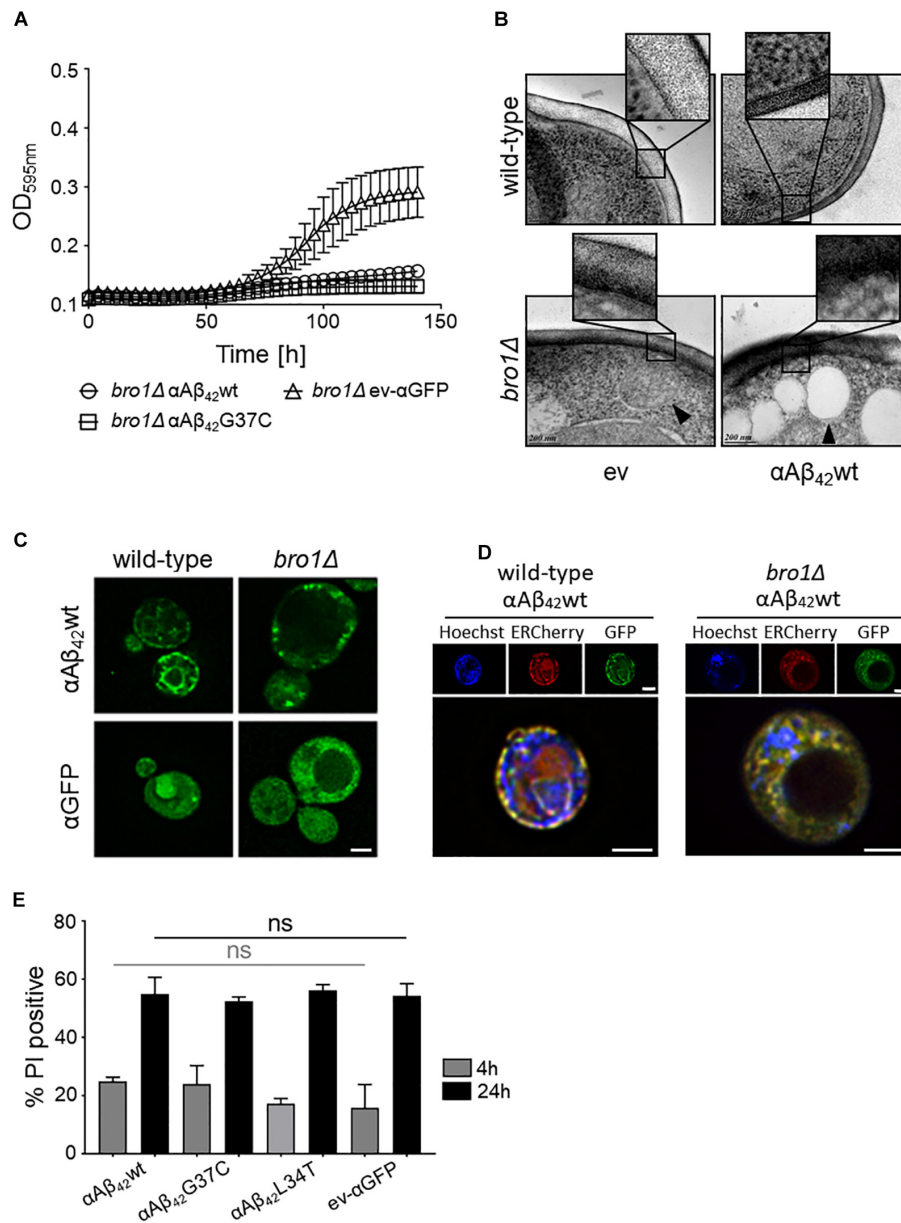 A
OD595nm
0.5
0.4
0.3
0.2
0.1
0
50
100
150
Time [h]
bro1Δ αAβ42wt
bro1Δ ev-αGFP
bro1Δ αAβ42G37C
B
wild-type
bro1Δ
200 nm
200 nm
ev
αAβ42wt
C
wild-type
bro1Δ
αAβ42wt
αGFP
D
wild-type
αAβ42wt
bro1Δ
αAβ42wt
Hoechst
ERCherry
GFP
Hoechst
ERCherry
GFP
E
% PI positive
80
60
40
20
0
ns
ns
4h
24h
αAβ42wt
αAβ42G37C
αAβ42L34T
ev-αGFP